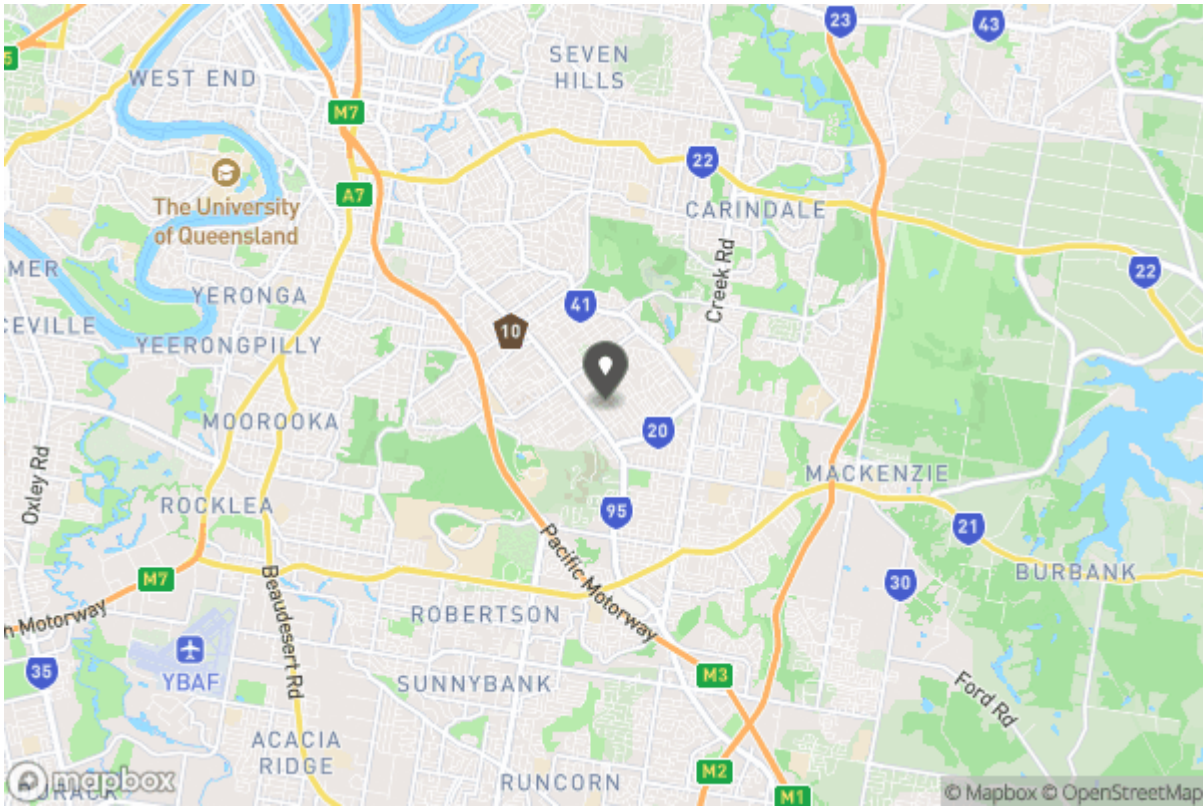 23
43
5
WEST END
SEVEN
HILLS
M7
22
A7
The University
of Queensland
CARINDALE
MER
Creek Rd
22
YERONGA
41
CEVILLE
10
YEERONGPILLY
MOOROOKA
20
Oxley Rd
MACKENZIE
ROCKLEA
95
21
Pacific Motorway
M7
BURBANK
30
Beaudesert Rd
ROBERTSON
n Motorway
YBAF
35
SUNNYBANK
M3
Ford Rd
ACACIA
RIDGE
mapbox
RUNCORN
M2
M1
© Mapbox © OpenStreetMap